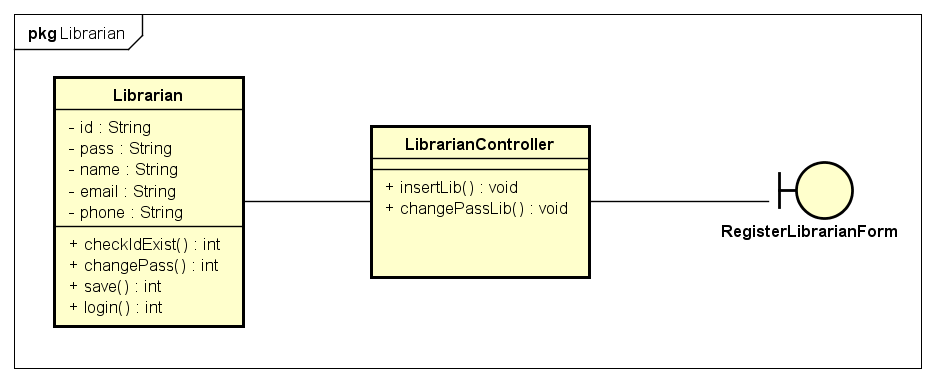 pkg Librarian
Librarian
- id : String
- pass : String
- name : String
- email : String
- phone : String
+ checkIdExist() : int
+ changePass() : int
+ save() : int
+ login() : int
LibrarianController
+ insertLib() : void
+ changePassLib() : void
RegisterLibrarianForm